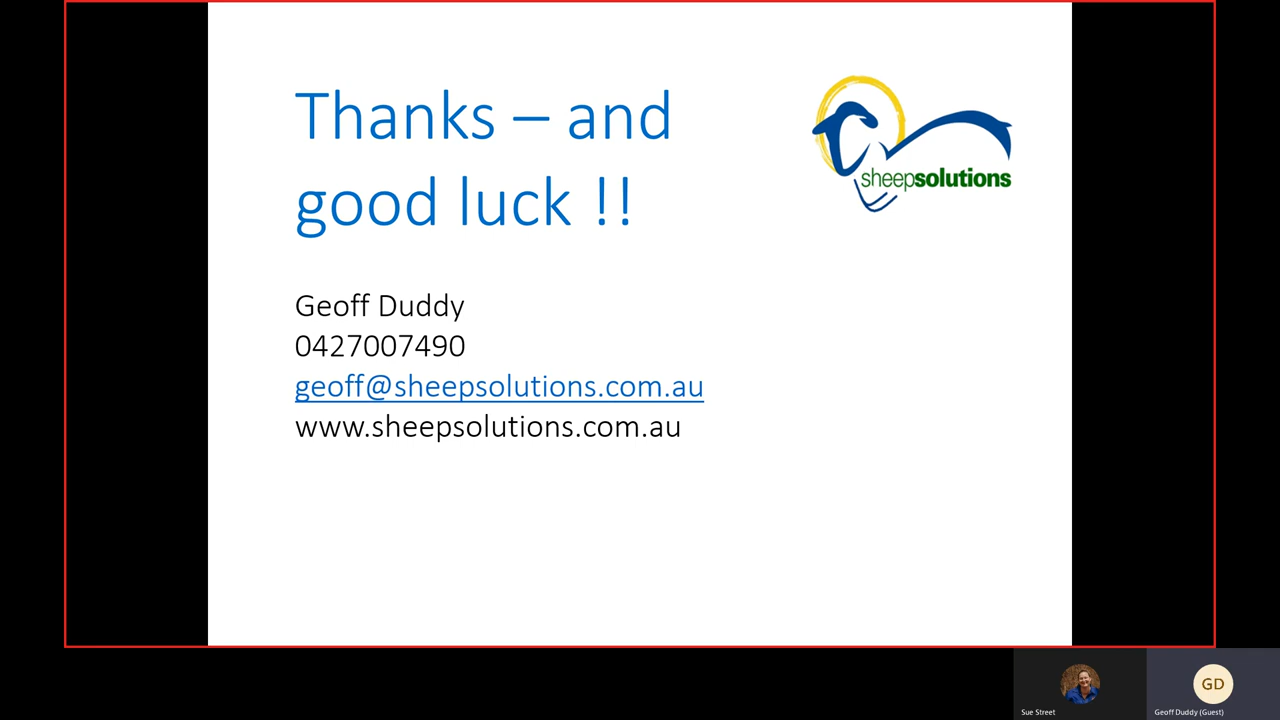 Thanks – and
good luck !!
sheepsolutions
Geoff Duddy
0427007490
geoff@sheepsolutions.com.au
www.sheepsolutions.com.au
GD
Sue Street
Geoff Duddy (Guest)